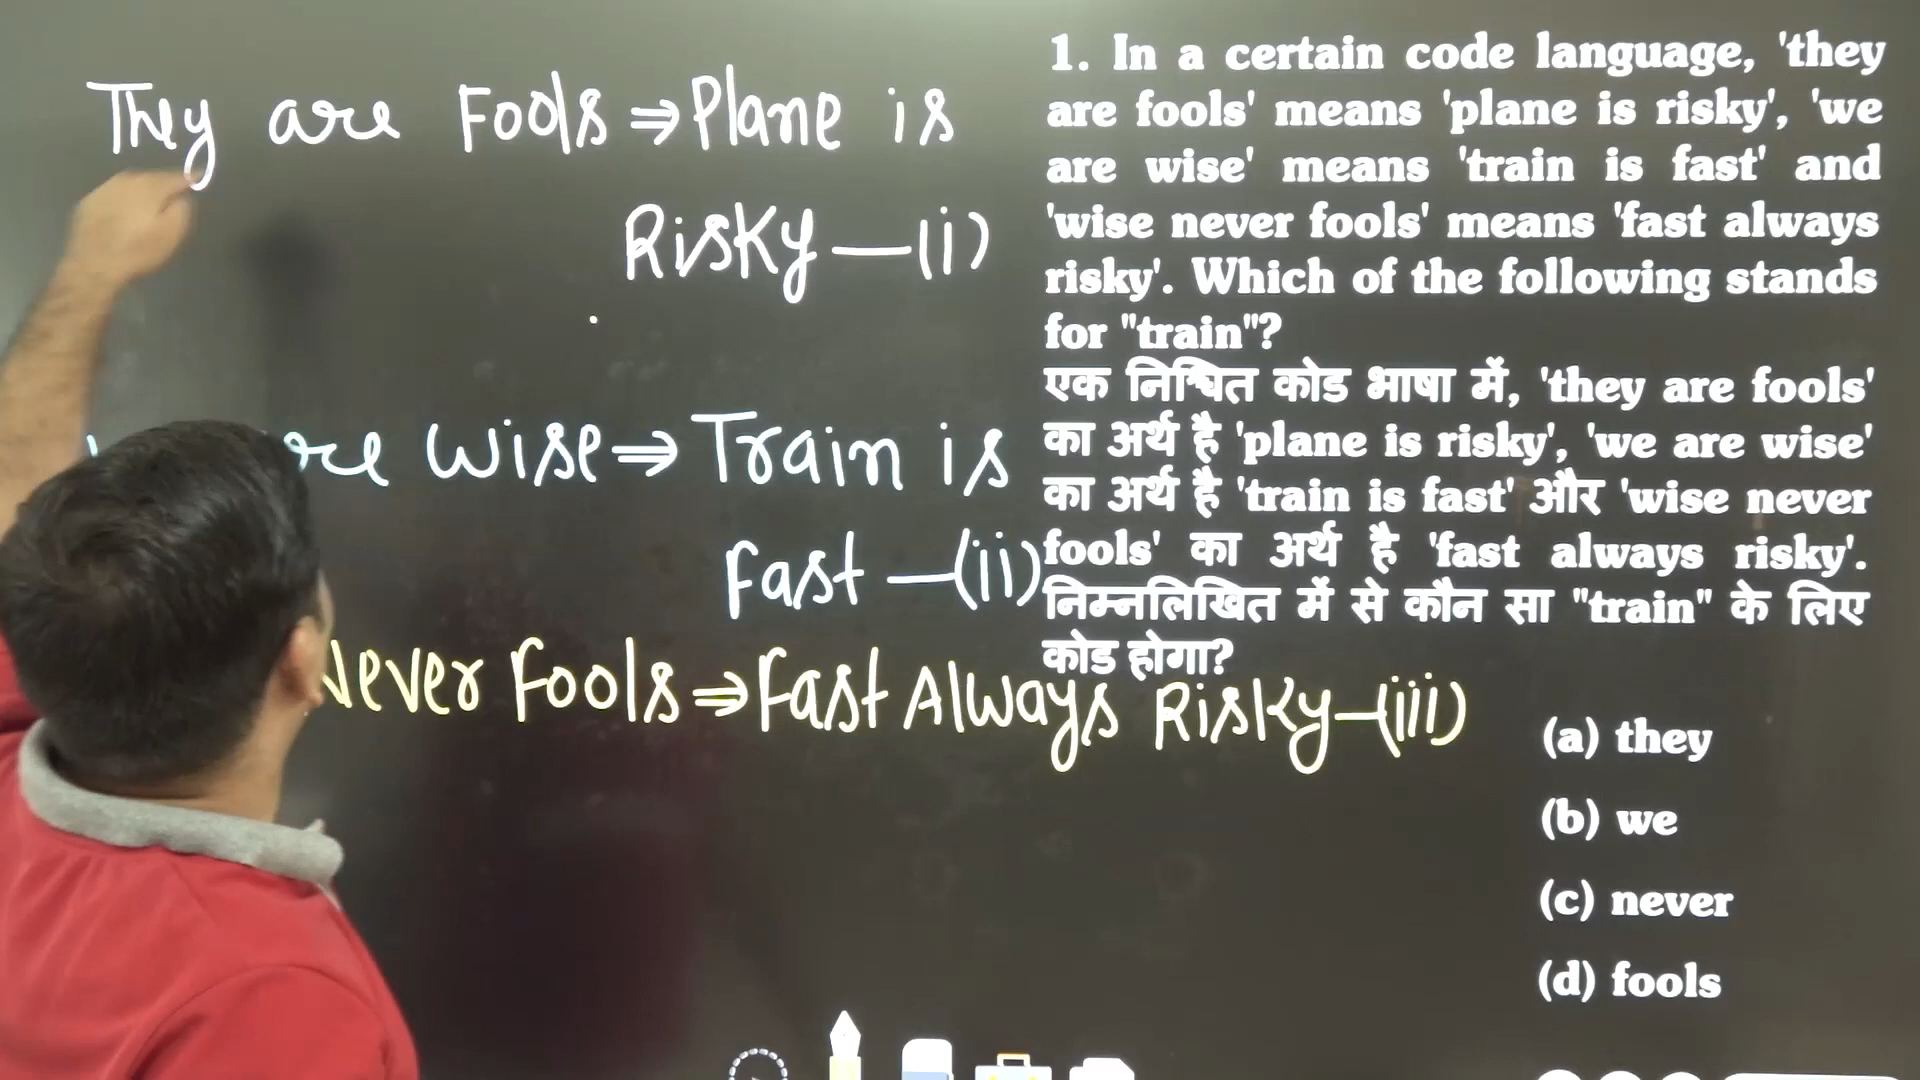 They are Fools ⇒ Plane is
Risky—(i)
wise ⇒ Train is
Fast—(ii)
Never Fools ⇒ Fast Always Risky—(iii)
1. In a certain code language, 'they
are fools' means 'plane is risky', 'we
are wise' means 'train is fast' and
'wise never fools' means 'fast always
risky'. Which of the following stands
for "train"?
एक निश्चित कोड भाषा में, 'they are fools'
का अर्थ है 'plane is risky', 'we are wise'
का अर्थ है 'train is fast' और 'wise never
fools' का अर्थ है 'fast always risky'.
निम्नलिखित में से कौन सा "train" के लिए
कोड होगा?
(a) they
(b) we
(c) never
(d) fools